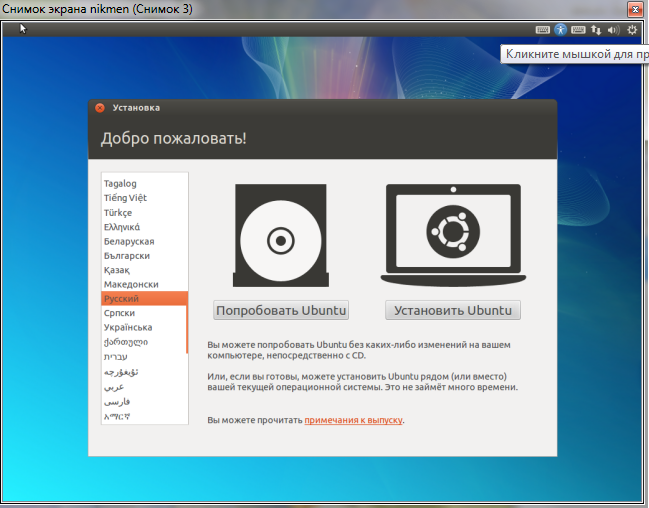 Снимок экрана nikmen (Снимок 3)
Кликните мышкой для пр
Установка
Добро пожаловать!
Tagalog
Tiếng Việt
Türkçe
Ελληνικά
Беларуская
Български
Қазақ
Македонски
Русский
Српски
Українська
ქართული
עברית
ئۇيغۇرچە
عربي
فارسی
አማርኛ
Попробовать Ubuntu
Установить Ubuntu
Вы можете попробовать Ubuntu без каких-либо изменений на вашем
компьютере, непосредственно с CD.
Или, если вы готовы, можете установить Ubuntu рядом (или вместо)
вашей текущей операционной системы. Это не займёт много времени.
Вы можете прочитать примечания к выпуску.